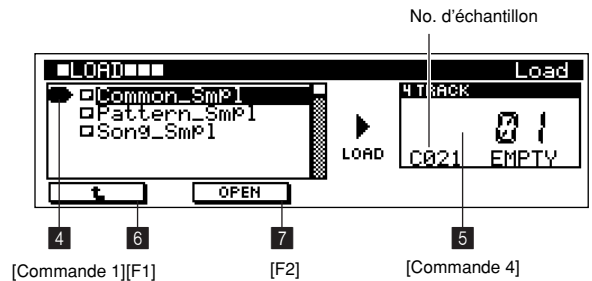 No. d'échantillon
LOAD Load
Common_Smpl 4 TRACK
Pattern_Smpl 01
Song_Smpl LOAD C021 EMPTY
OPEN
4 6 7 5
[Commande 1][F1] [F2] [Commande 4]